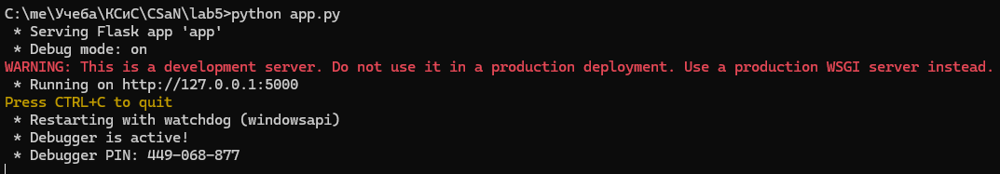 C:\me\Учеба\КСиС\CSaN\lab5>python app.py
 * Serving Flask app 'app'
 * Debug mode: on
WARNING: This is a development server. Do not use it in a production deployment. Use a production WSGI server instead.
 * Running on http://127.0.0.1:5000
Press CTRL+C to quit
 * Restarting with watchdog (windowsapi)
 * Debugger is active!
 * Debugger PIN: 449-068-877